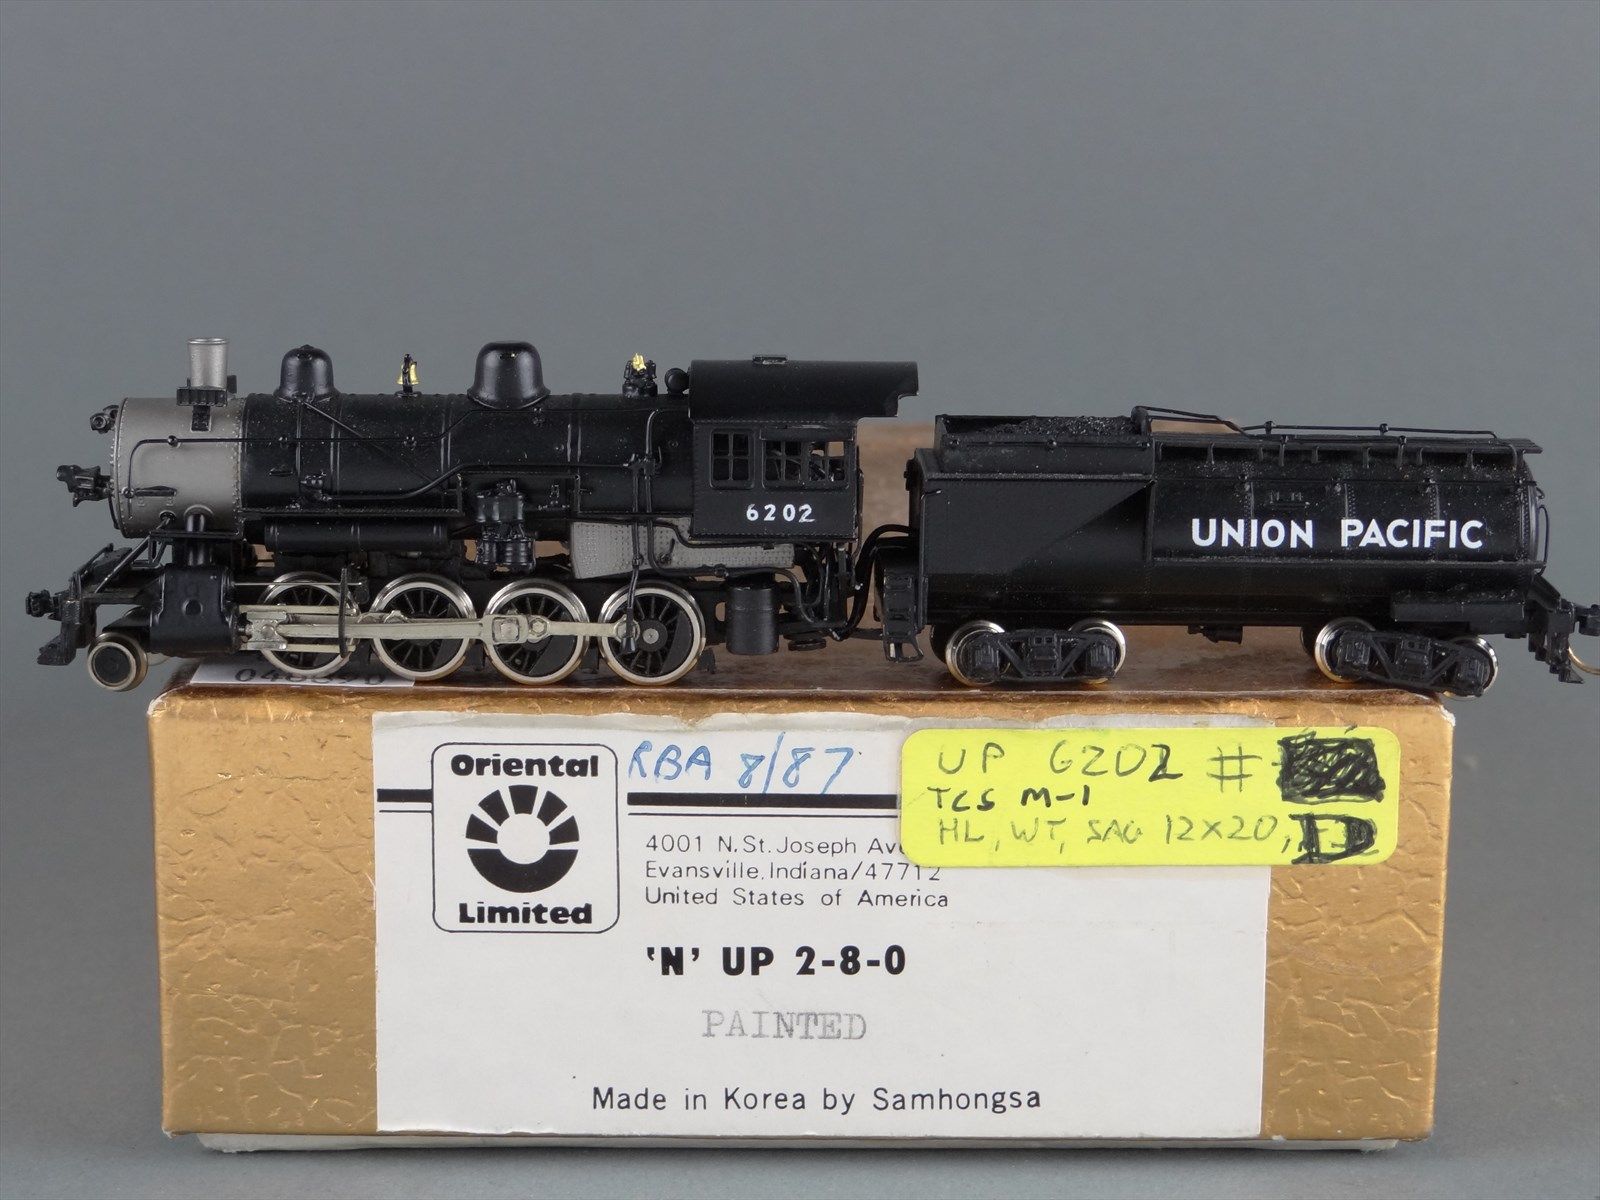 6202
UNION PACIFIC
Oriental
Limited
RBA 8/87
UP 6202 #
TCS M-1
HL, WT, SAG 12x20,
4001 N.St.Joseph
Evansville,Indiana/47712
United States of America
'N' UP 2-8-0
PAINTED
Made in Korea by Samhongsa